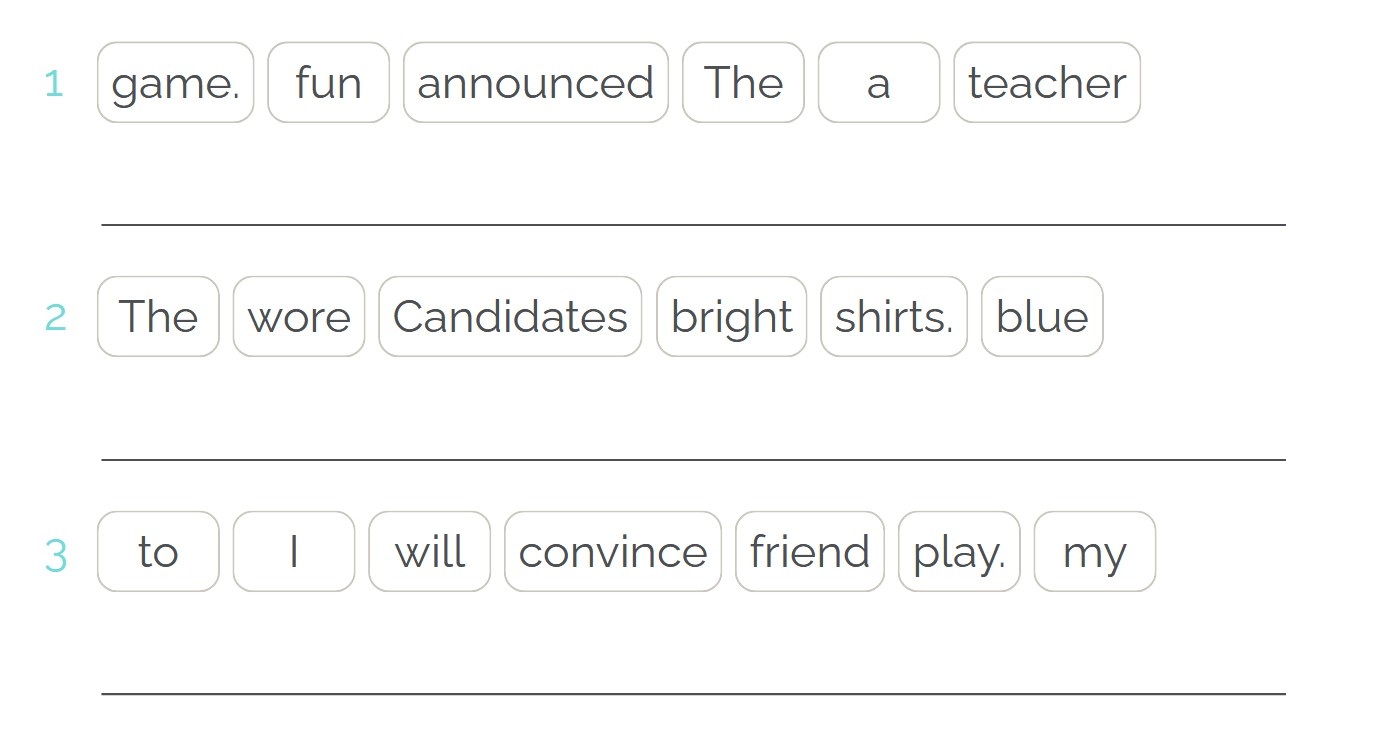 1 game. fun announced The a teacher
2 The wore Candidates bright shirts. blue
3 to I will convince friend play. my